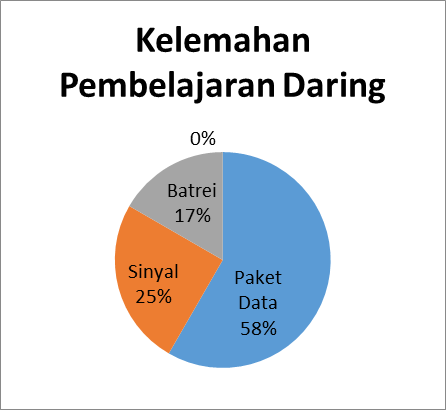 Kelemahan
Pembelajaran Daring
0%
Batrei
17%
Sinyal
25%
Paket
Data
58%